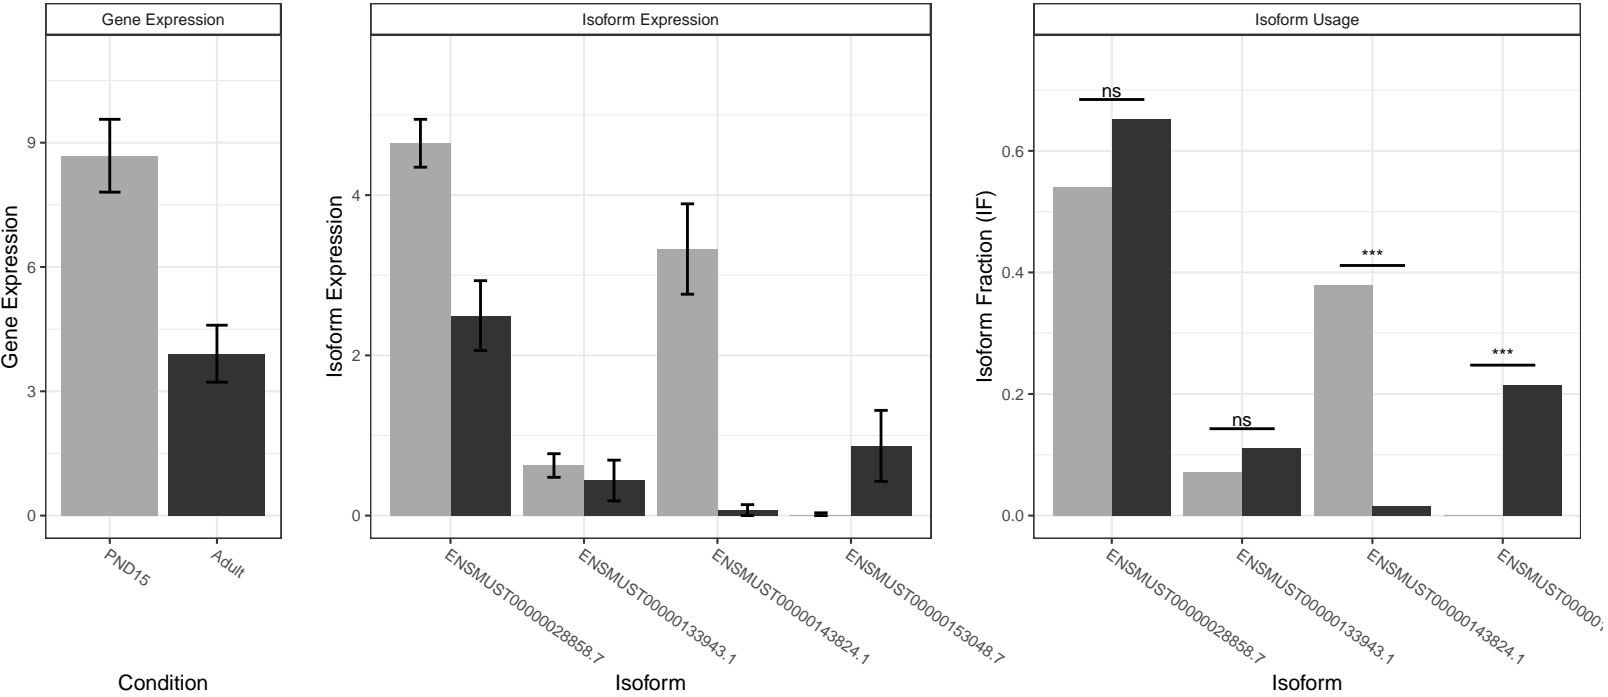 Gene Expression
Isoform Expression
Isoform Usage
Gene Expression
9
6
3
0
PND15
Adult
Condition
Isoform Expression
4
2
0
ENSMUST00000028858.7
ENSMUST00000133943.1
ENSMUST00000143824.1
ENSMUST00000153048.7
Isoform
Isoform Fraction (IF)
0.6
0.4
0.2
0.0
ns
ns
***
***
ENSMUST00000028858.7
ENSMUST00000133943.1
ENSMUST00000143824.1
ENSMUST000001
Isoform